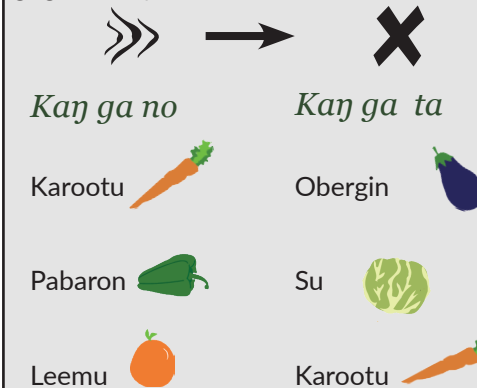 Kaŋ ga no
Kaŋ ga ta
Karootu
Obergin
Pabaron
Su
Leemu
Karootu